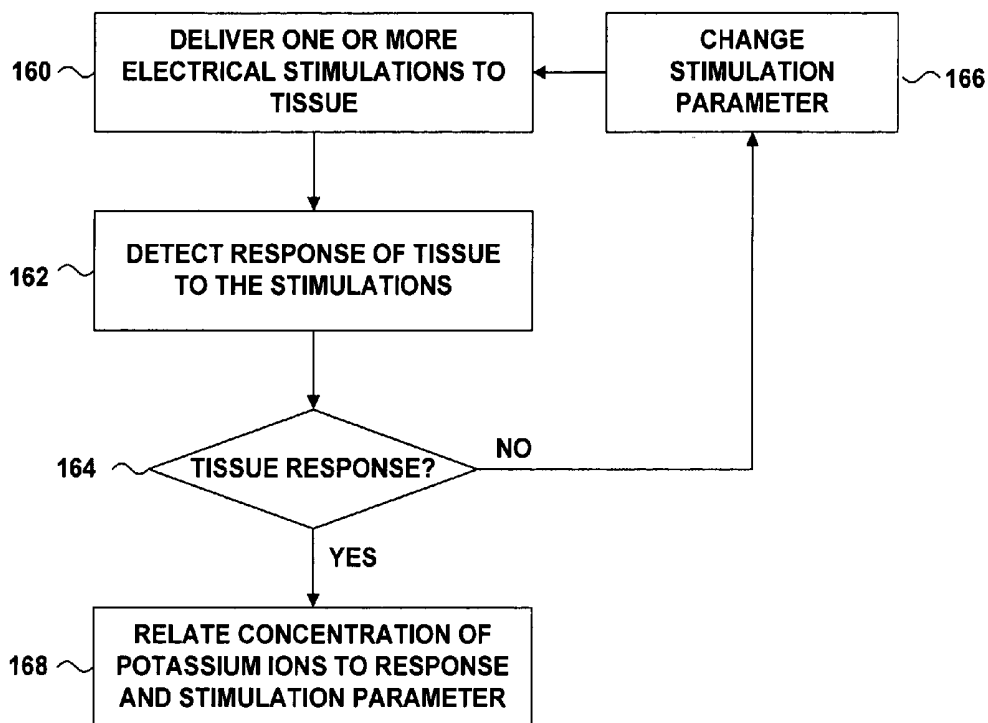 160
DELIVER ONE OR MORE
ELECTRICAL STIMULATIONS TO
TISSUE
CHANGE
STIMULATION
PARAMETER
166
162
DETECT RESPONSE OF TISSUE
TO THE STIMULATIONS
164
TISSUE RESPONSE?
NO
YES
168
RELATE CONCENTRATION OF
POTASSIUM IONS TO RESPONSE
AND STIMULATION PARAMETER